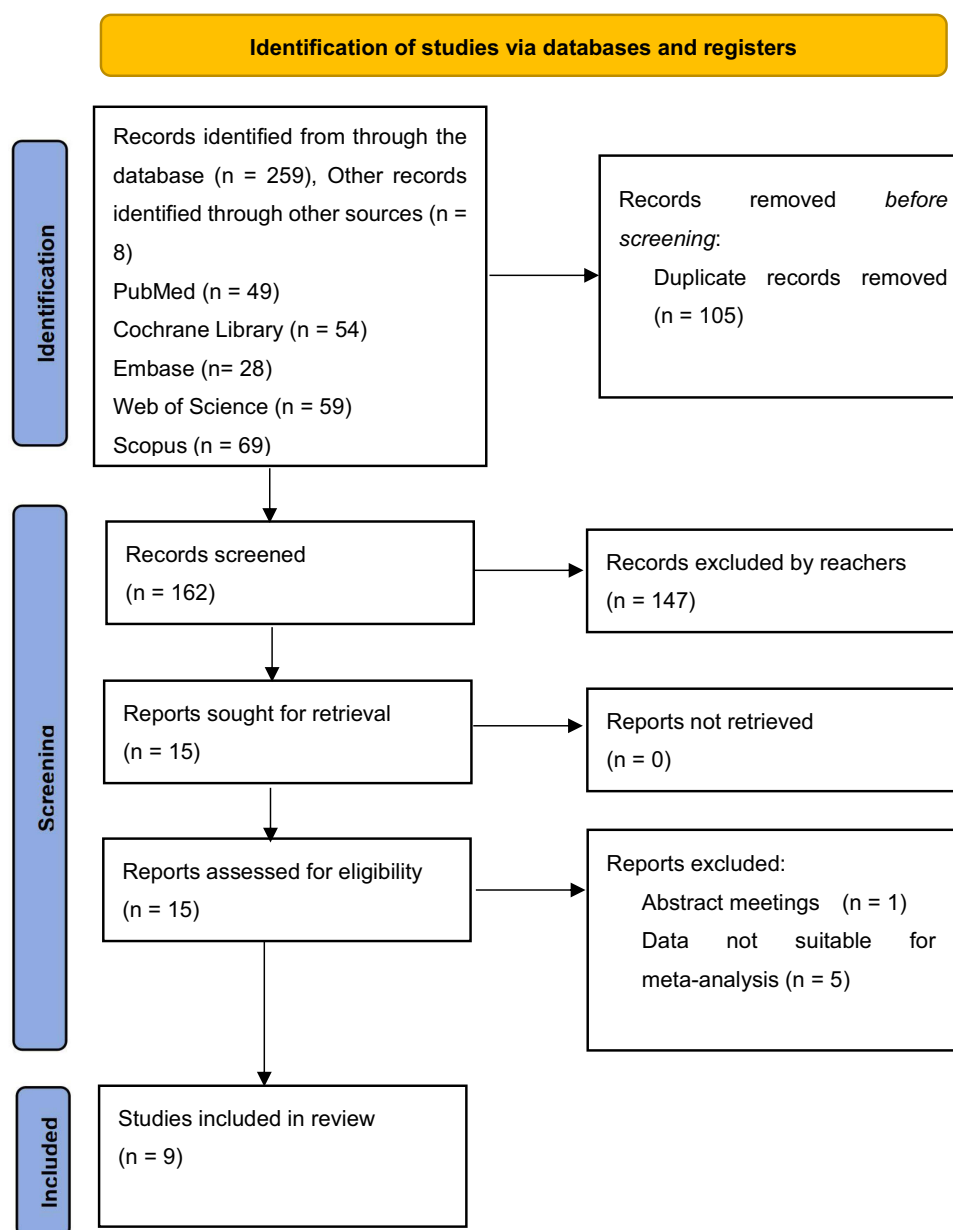 Identification of studies via databases and registers
Identification
Records identified from through the
database (n = 259), Other records
identified through other sources (n =
8)
PubMed (n = 49)
Cochrane Library (n = 54)
Embase (n= 28)
Web of Science (n = 59)
Scopus (n = 69)
Records removed before
screening:
Duplicate records removed
(n = 105)
Screening
Records screened
(n = 162)
Records excluded by reachers
(n = 147)
Reports sought for retrieval
(n = 15)
Reports not retrieved
(n = 0)
Reports assessed for eligibility
(n = 15)
Reports excluded:
Abstract meetings (n = 1)
Data not suitable for
meta-analysis (n = 5)
Included
Studies included in review
(n = 9)